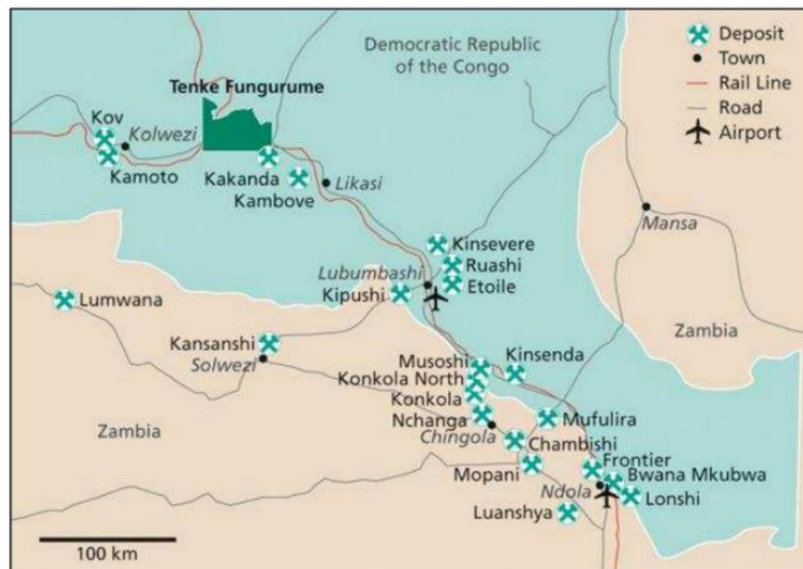 Democratic Republic
of the Congo
Deposit
Town
Rail Line
Road
Airport
Tenke Fungurume
Kov
Kolwezi
Kamoto
Kakanda
Kambove
Likasi
Mansa
Kinsevere
Lubumbashi
Ruashi
Kipushi
Etoile
Lumwana
Zambia
Kansanshi
Solwezi
Musoshi
Kinsenda
Konkola North
Konkola
Nchanga
Mufulira
Zambia
Chingola
Chambishi
Mopani
Frontier
Bwana Mkubwa
Ndola
Lonshi
Luanshya
100 km